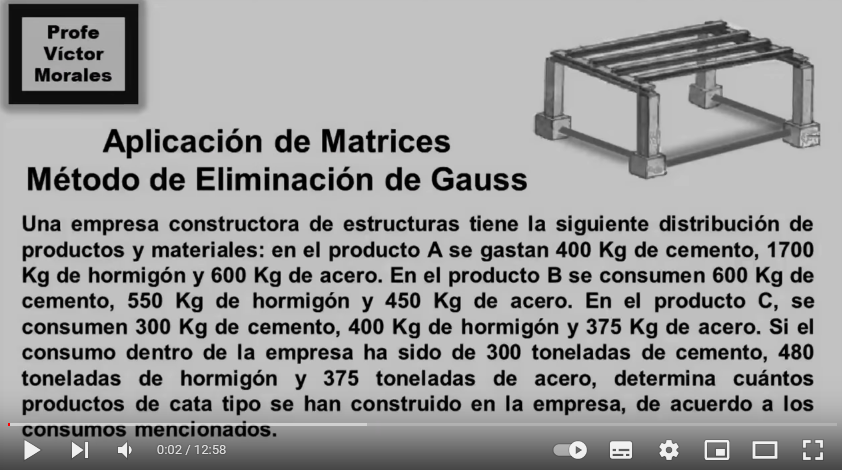 Profe
Víctor
Morales
Aplicación de Matrices
Método de Eliminación de Gauss
Una empresa constructora de estructuras tiene la siguiente distribución de
productos y materiales: en el producto A se gastan 400 Kg de cemento, 1700
Kg de hormigón y 600 Kg de acero. En el producto B se consumen 600 Kg de
cemento, 550 Kg de hormigón y 450 Kg de acero. En el producto C, se
consumen 300 Kg de cemento, 400 Kg de hormigón y 375 Kg de acero. Si el
consumo dentro de la empresa ha sido de 300 toneladas de cemento, 480
toneladas de hormigón y 375 toneladas de acero, determina cuántos
productos de cata tipo se han construido en la empresa, de acuerdo a los
consumos mencionados.
0:02 / 12:58